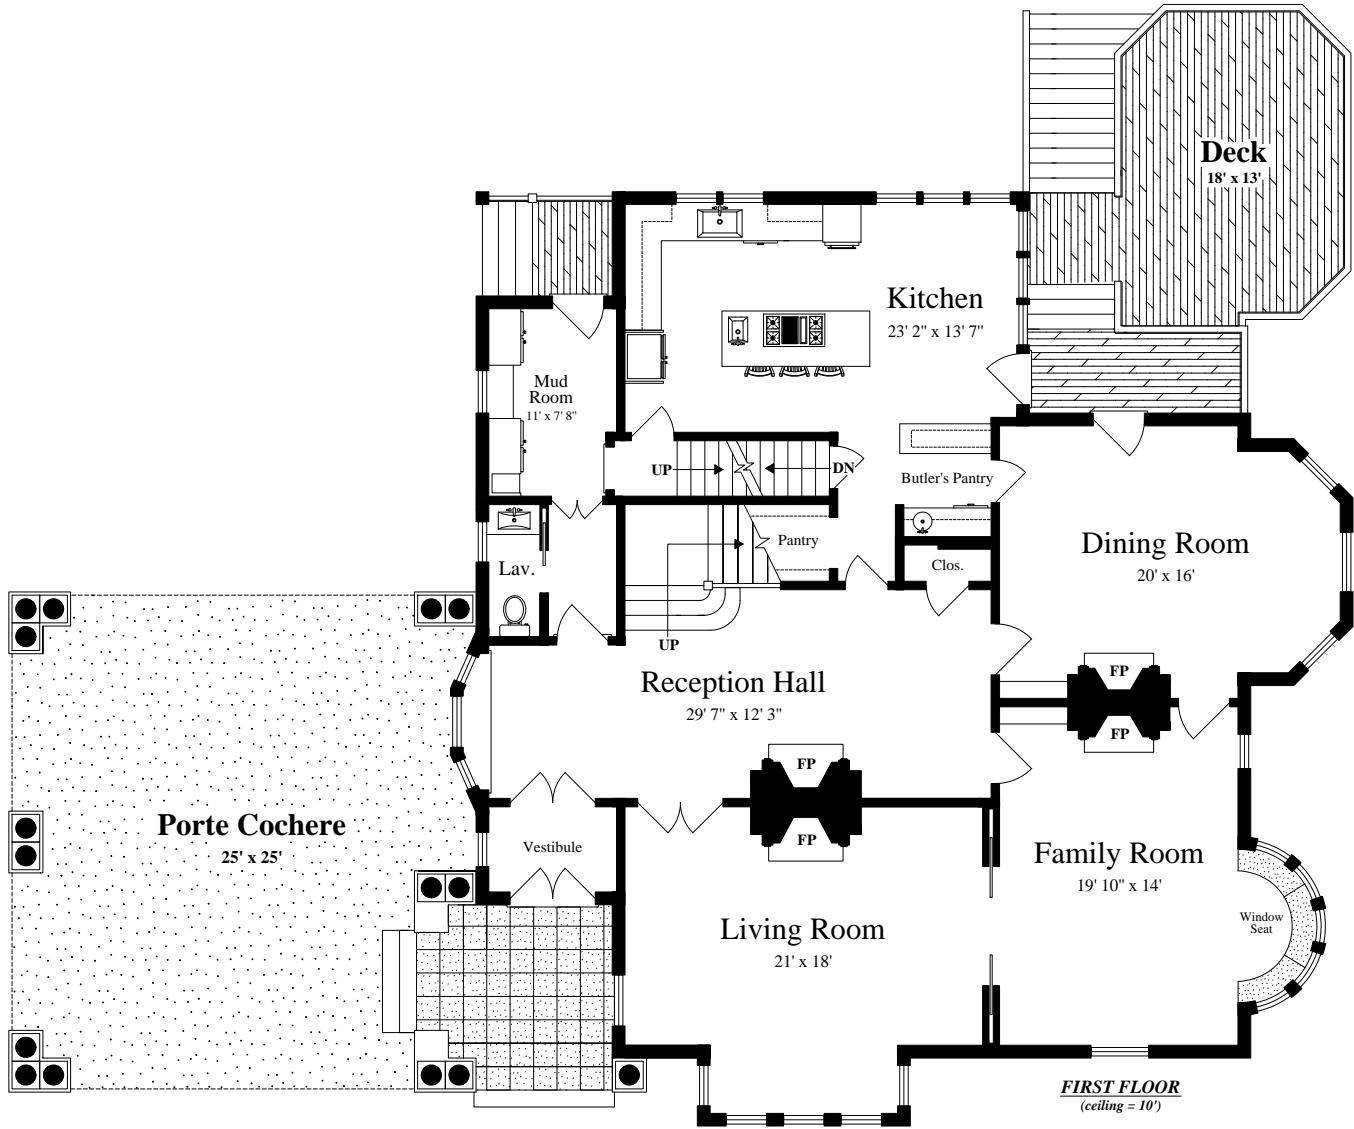 Deck
18' x 13'
Kitchen
23' 2" x 13' 7"
Mud
Room
11' x 7' 8"
UP
DN
Butler's Pantry
Pantry
Clos.
Dining Room
20' x 16'
Lav.
UP
Reception Hall
29' 7" x 12' 3"
FP
FP
FP
FP
Porte Cochere
25' x 25'
Vestibule
Family Room
19' 10" x 14'
Window
Seat
Living Room
21' x 18'
FIRST FLOOR
(ceiling = 10')